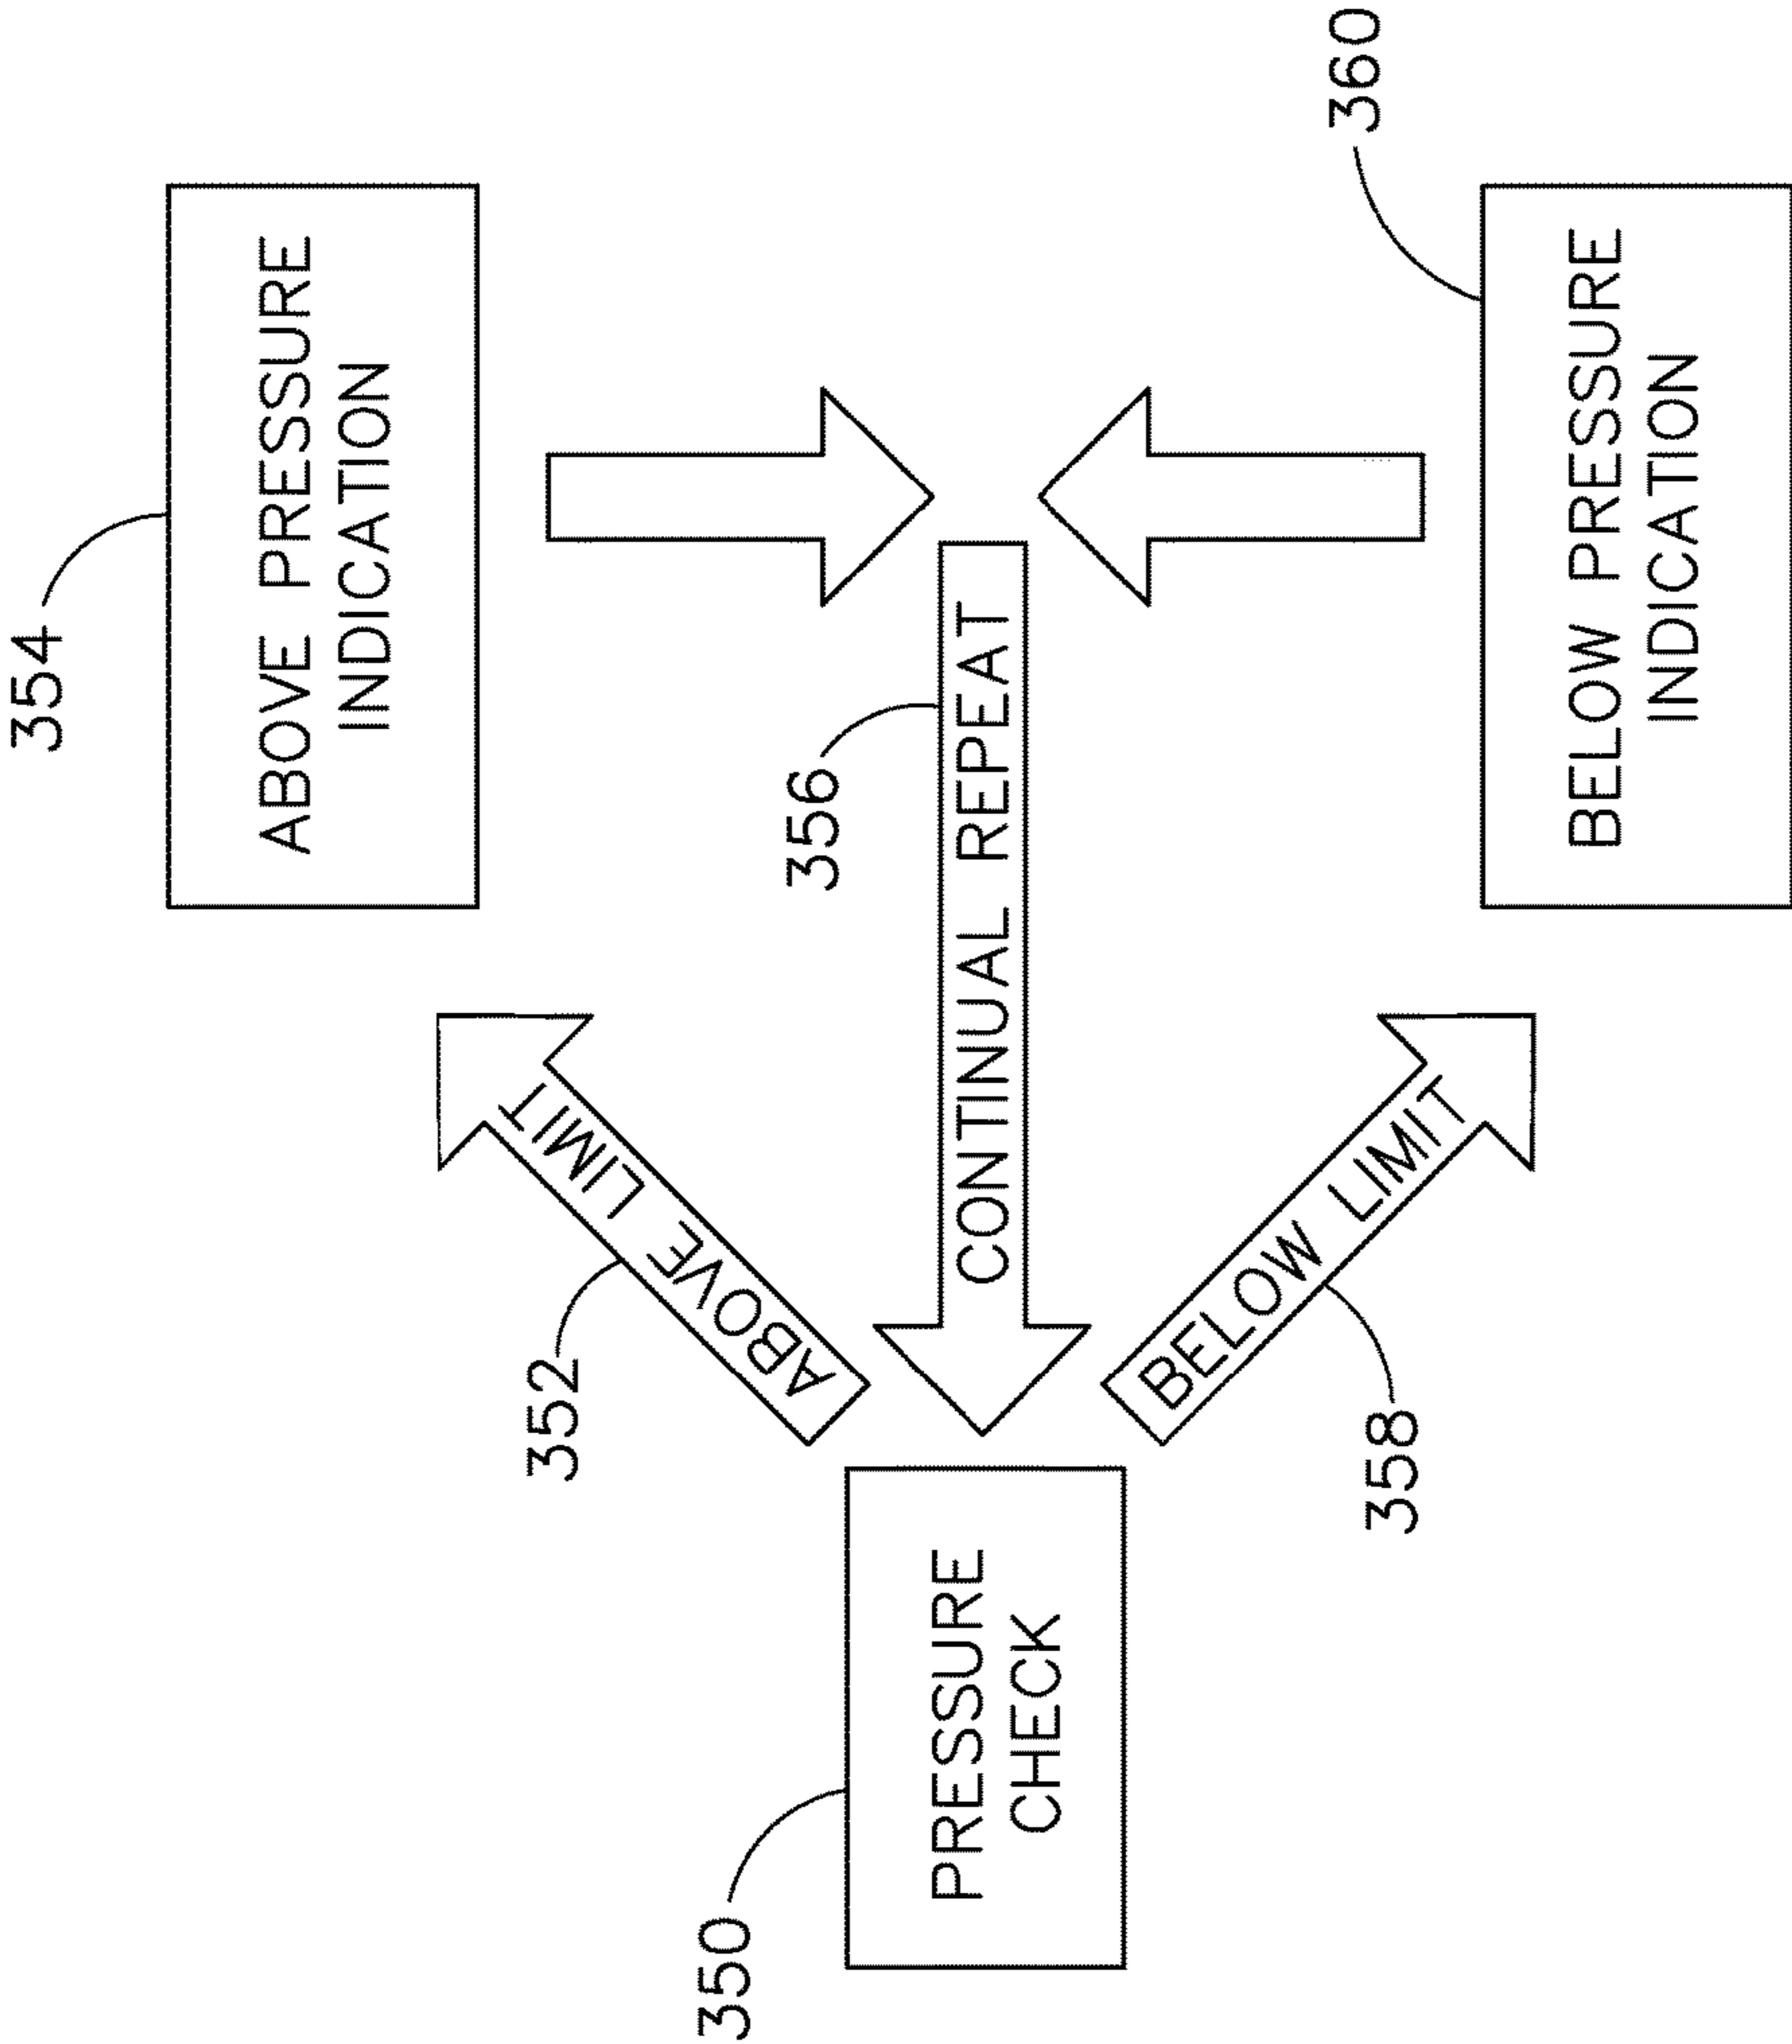 354
ABOVE PRESSURE
INDICATION
352
ABOVE LIMIT
350
PRESSURE
CHECK
356
CONTINUAL REPEAT
358
BELOW LIMIT
360
BELOW PRESSURE
INDICATION